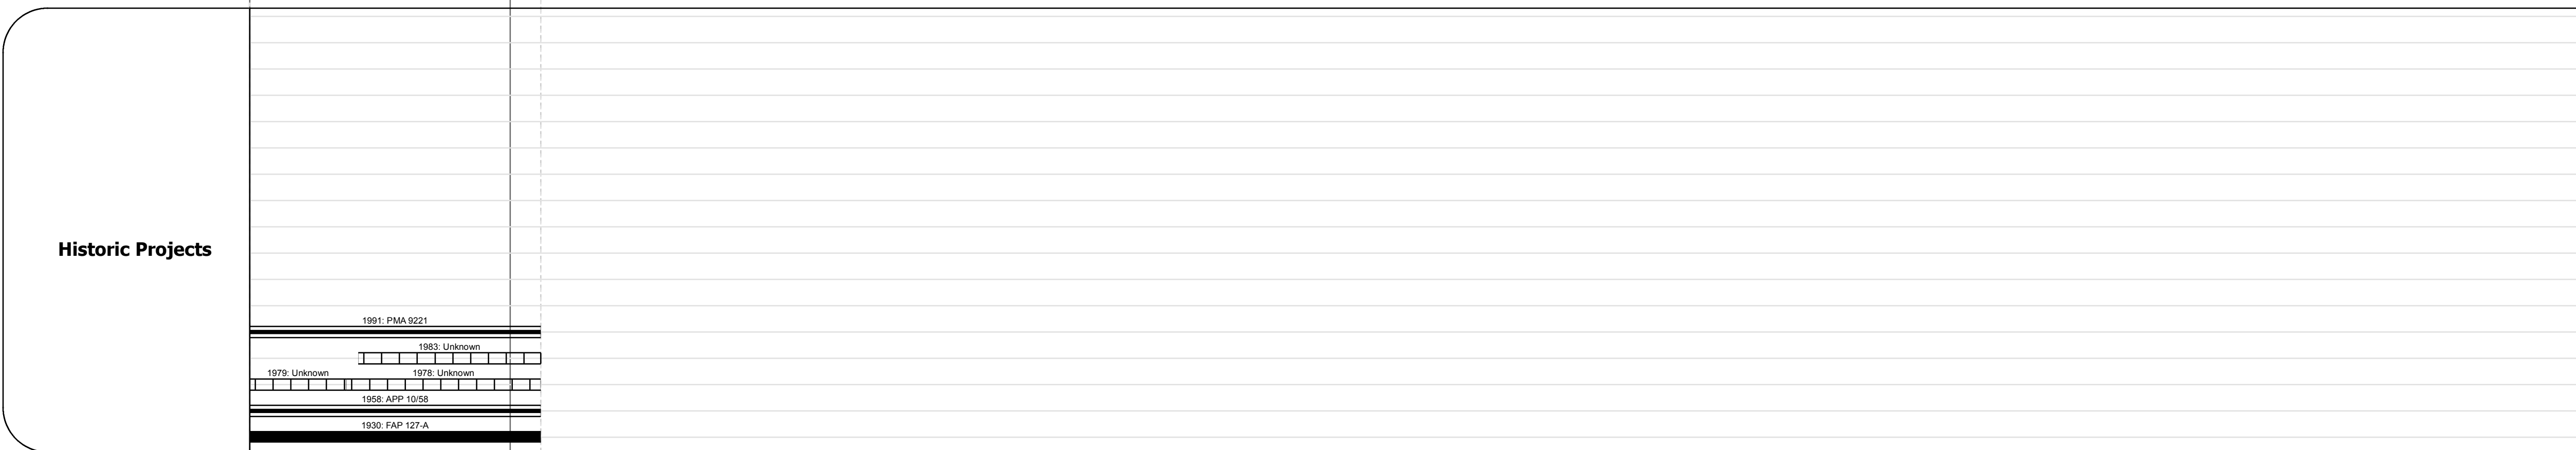 Historic Projects
1991: PMA 9221
1983: Unknown
1979: Unknown
1978: Unknown
1958: APP 10/58
1930: FAP 127-A